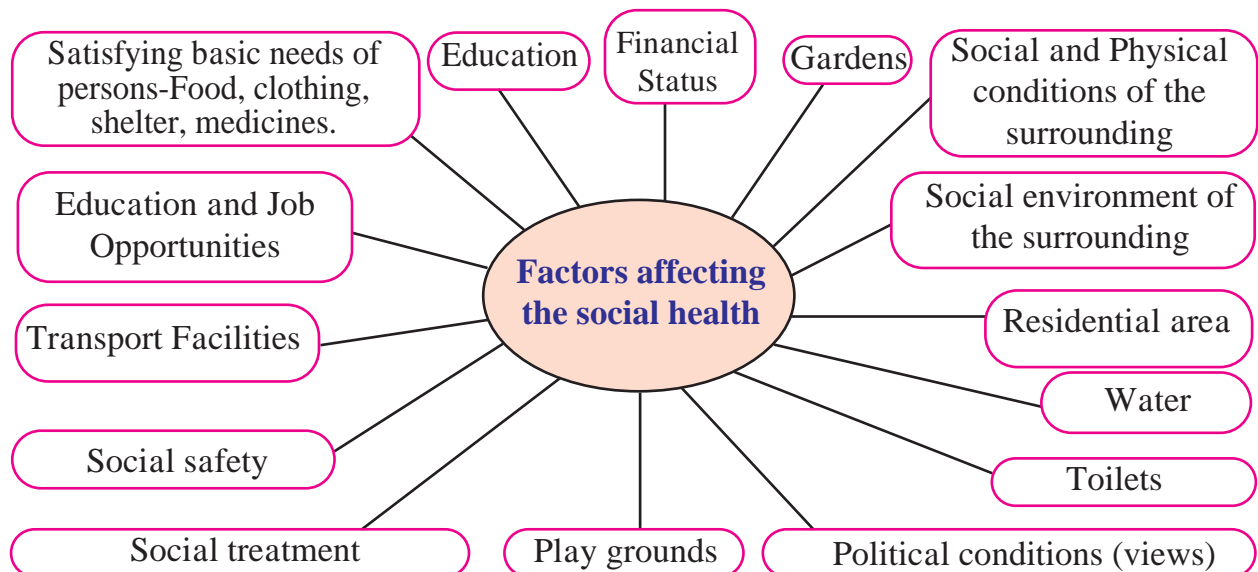 Satisfying basic needs of
persons-Food, clothing,
shelter, medicines.
Education
Financial
Status
Gardens
Social and Physical
conditions of the
surrounding
Education and Job
Opportunities
Social environment of
the surrounding
Factors affecting
the social health
Transport Facilities
Residential area
Water
Social safety
Toilets
Social treatment
Play grounds
Political conditions (views)